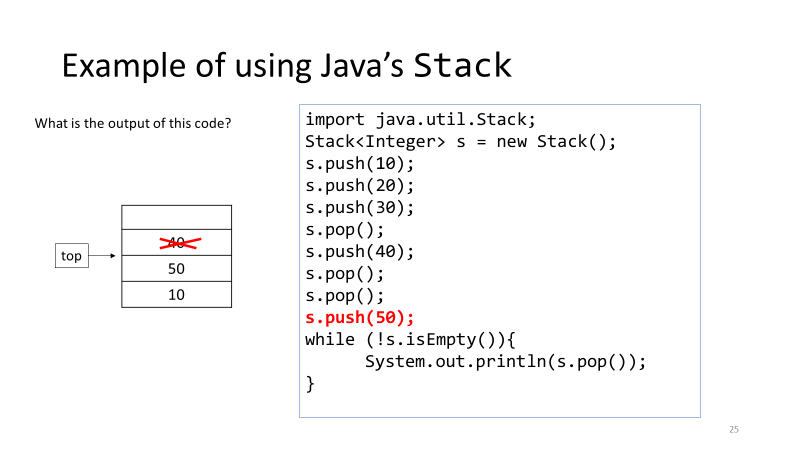 Example of using Java's Stack
What is the output of this code?
import java.util.Stack;
Stack<Integer> s = new Stack();
s.push(10);
s.push(20);
s.push(30);
s.pop();
s.push(40);
s.pop();
s.pop();
s.push(50);
while (!s.isEmpty()){
System.out.println(s.pop());
}
40
top
50
10
25